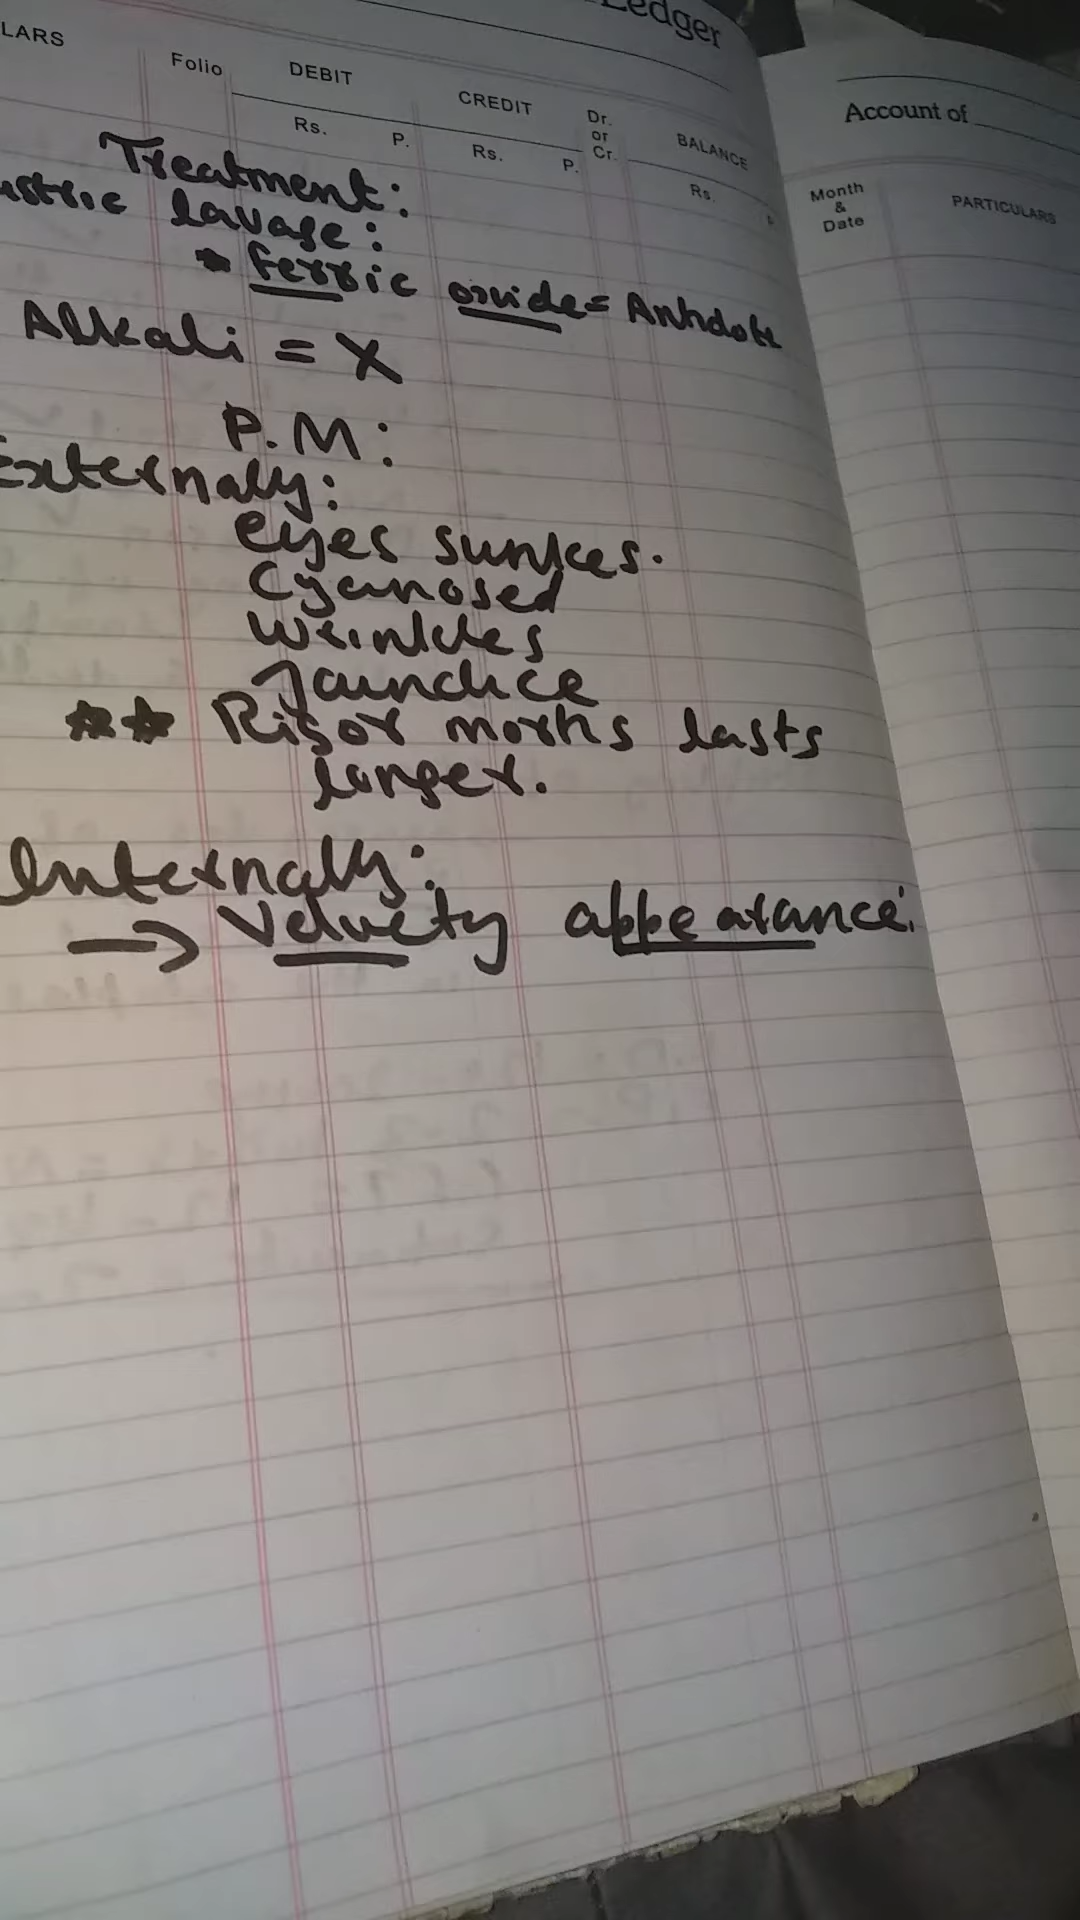 Ledger
LARS Folio DEBIT CREDIT Dr. or Cr. BALANCE
Rs. P. Rs. P. Rs.
Treatment:
astric lavage:
* ferric oxide = Antidote
Alkali = X
P.M:
Externally:
eyes sunkes.
Cyanosed
Wrinkles
Jaundice
** Rigor mortis lasts
longer.
Internally:
→ Velvety appearance.
Account of
Month & Date PARTICULARS